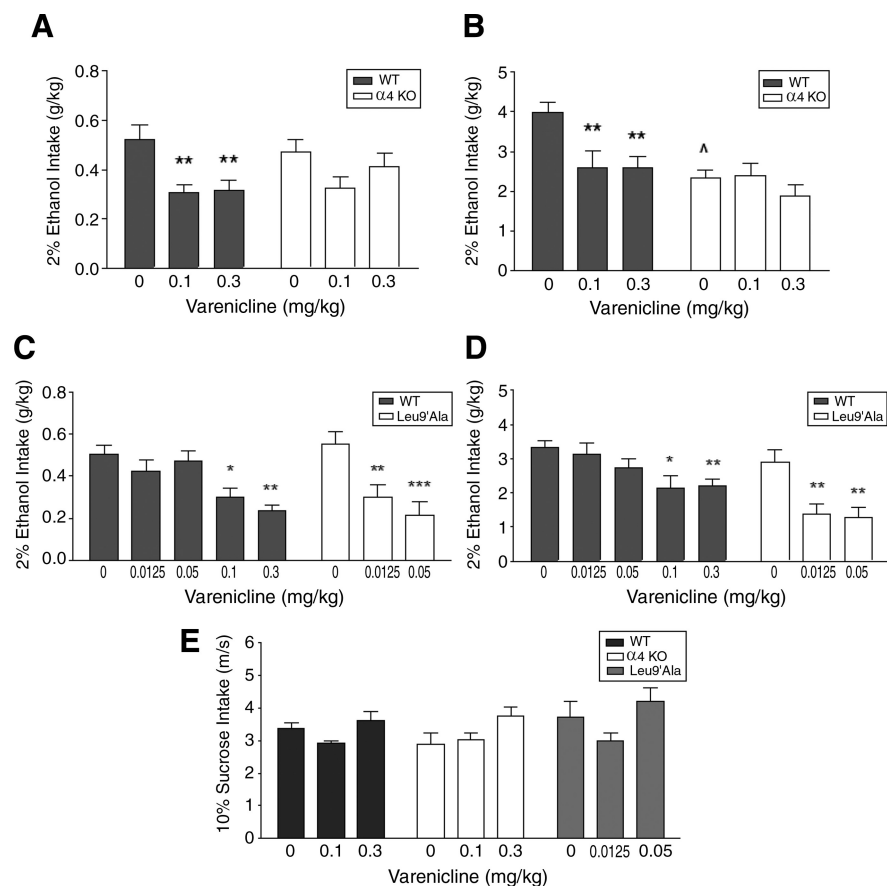 A
2% Ethanol Intake (g/kg)
0.8
0.6
0.4
0.2
0.0
WT
α4 KO
** **
0 0.1 0.3 0 0.1 0.3
Varenicline (mg/kg)
B
2% Ethanol Intake (g/kg)
5
4
3
2
1
0
WT
α4 KO
** ** ^
0 0.1 0.3 0 0.1 0.3
Varenicline (mg/kg)
C
2% Ethanol Intake (g/kg)
0.8
0.6
0.4
0.2
0.0
WT
Leu9'Ala
* ** ** ***
0 0.0125 0.05 0.1 0.3 0 0.0125 0.05
Varenicline (mg/kg)
D
2% Ethanol Intake (g/kg)
5
4
3
2
1
0
WT
Leu9'Ala
* ** ** **
0 0.0125 0.05 0.1 0.3 0 0.0125 0.05
Varenicline (mg/kg)
E
10% Sucrose Intake (m/s)
6
5
4
3
2
1
0
WT
α4 KO
Leu9'Ala
0 0.1 0.3 0 0.1 0.3 0 0.0125 0.05
Varenicline (mg/kg)